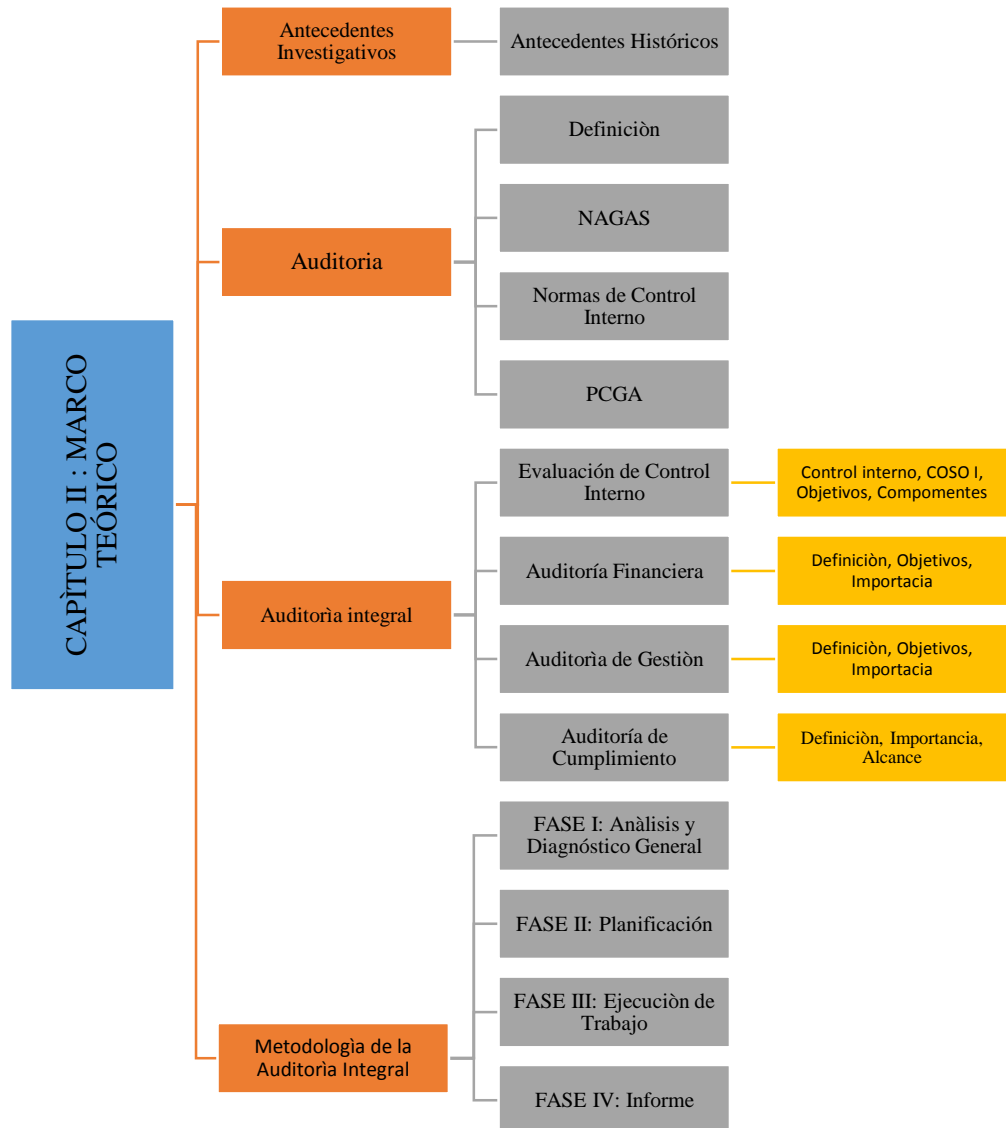 CAPÌTULO II : MARCO
TEÓRICO
Antecedentes
Investigativos
Antecedentes Históricos
Auditoria
Definiciòn
NAGAS
Normas de Control
Interno
PCGA
Auditorìa integral
Evaluación de Control
Interno
Control interno, COSO I,
Objetivos, Compomentes
Auditoría Financiera
Definiciòn, Objetivos,
Importacia
Auditorìa de Gestiòn
Definiciòn, Objetivos,
Importacia
Auditoría de
Cumplimiento
Definiciòn, Importancia,
Alcance
Metodologìa de la
Auditorìa Integral
FASE I: Anàlisis y
Diagnóstico General
FASE II: Planificación
FASE III: Ejecuciòn de
Trabajo
FASE IV: Informe